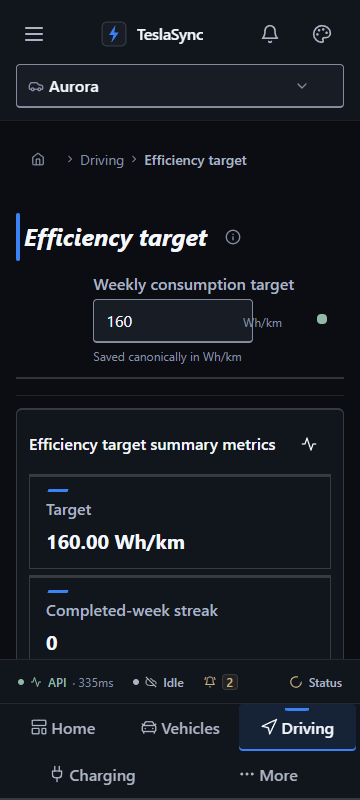 TeslaSync
Aurora
Driving
Efficiency target
Efficiency target
Weekly consumption target
160 Wh/km
Saved canonically in Wh/km
Efficiency target summary metrics
Target
160.00 Wh/km
Completed-week streak
0
API · 335ms Idle 2 Status
Home Vehicles Driving
Charging More